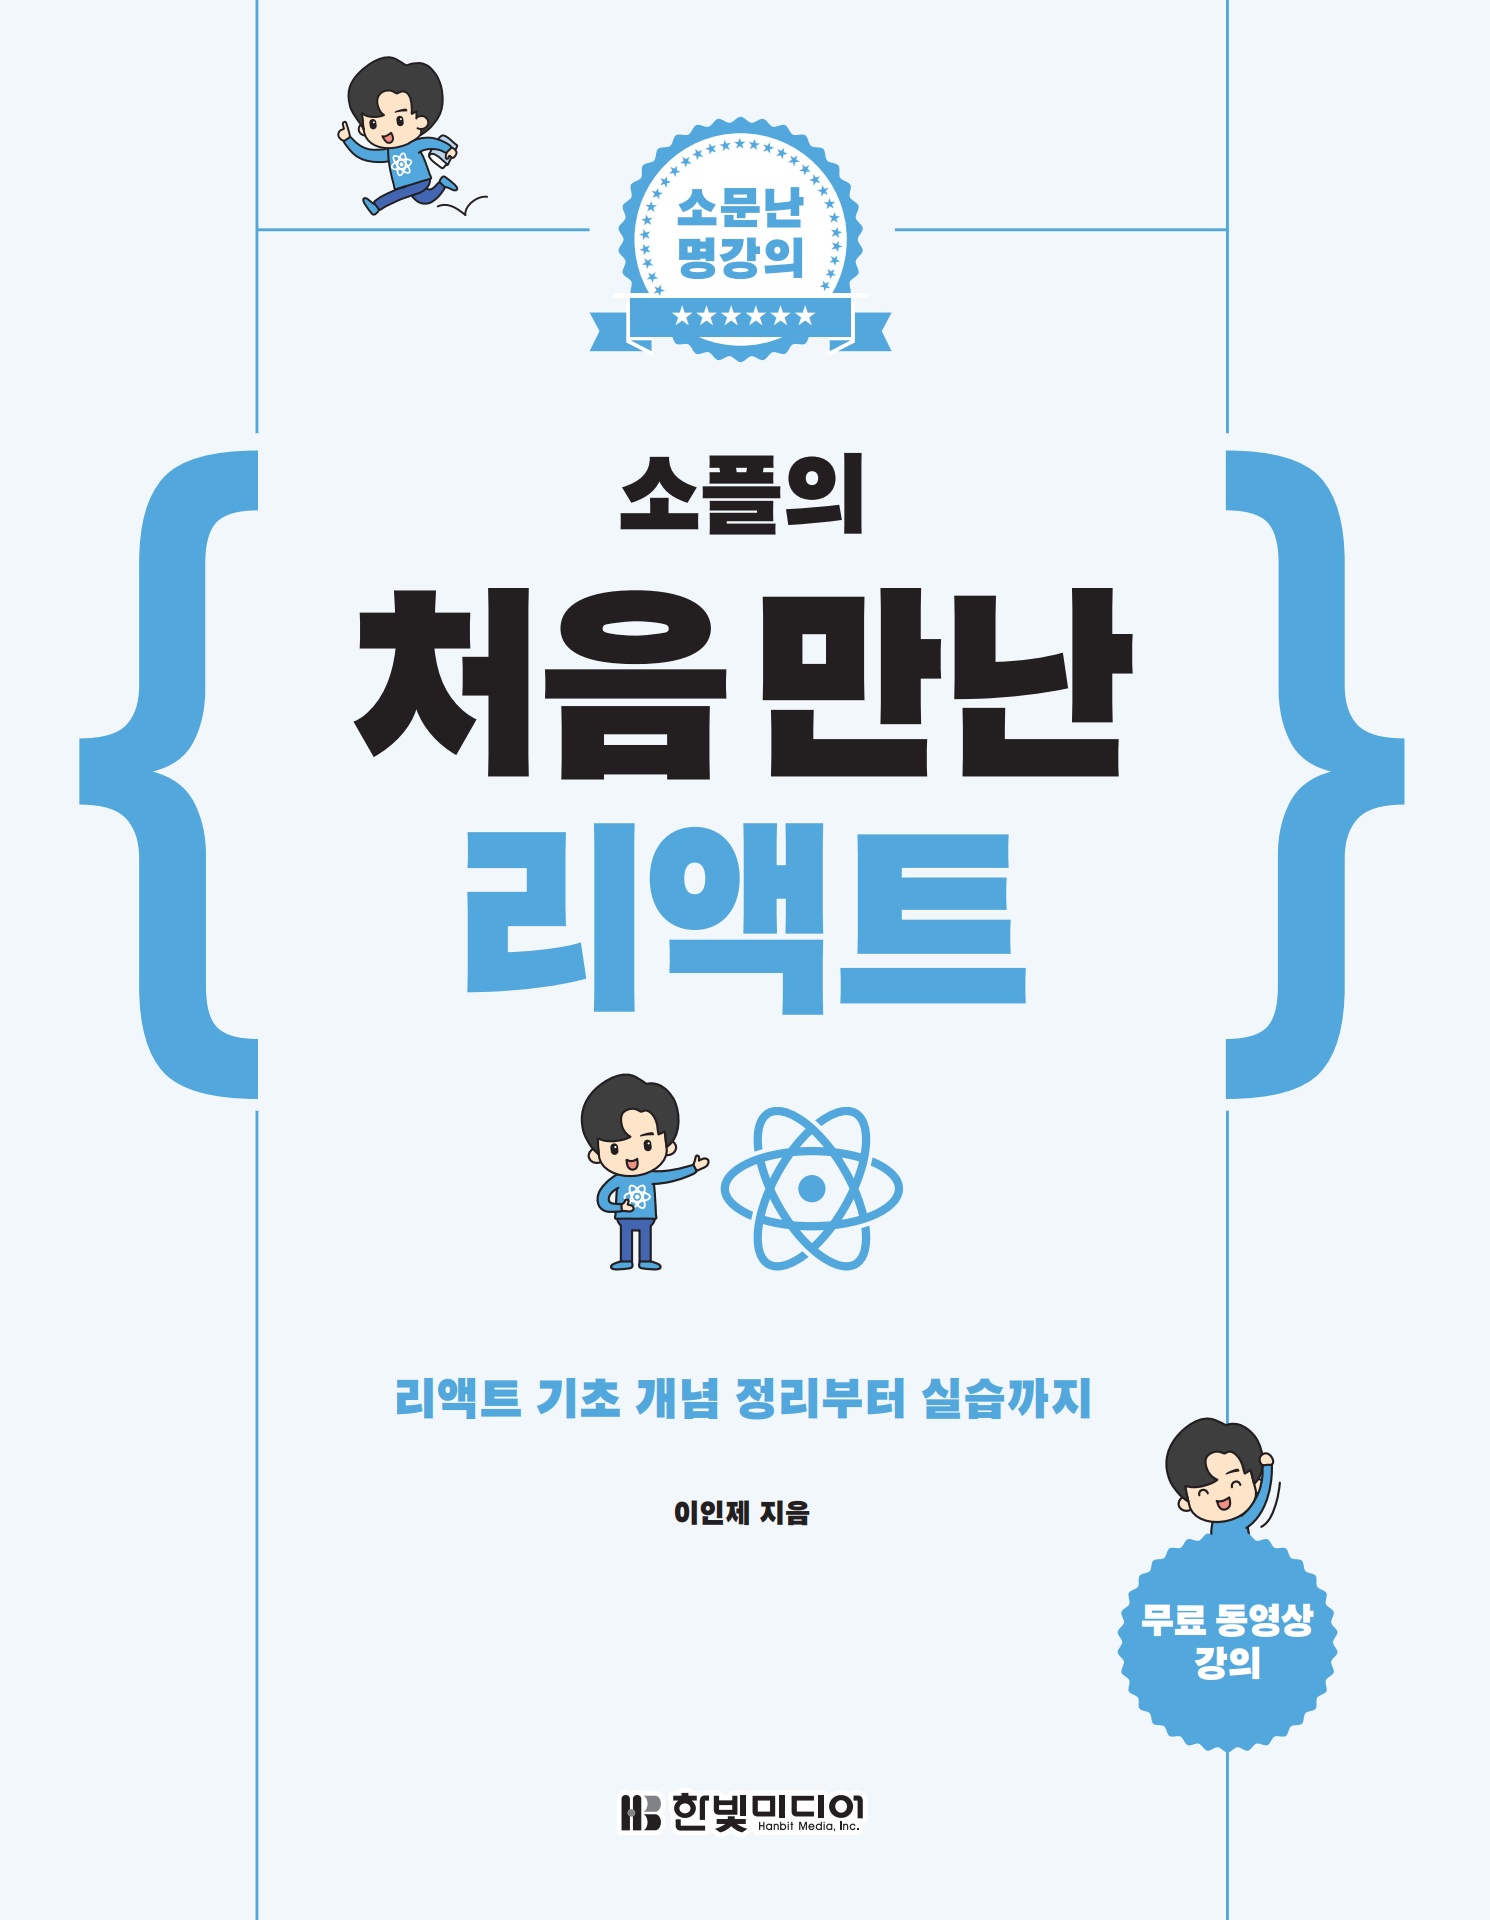 소문난
명강의
소플의
처음 만난
리액트
리액트 기초 개념 정리부터 실습까지
이인제 지음
무료 동영상
강의
한빛미디어
Hanbit Media, Inc.